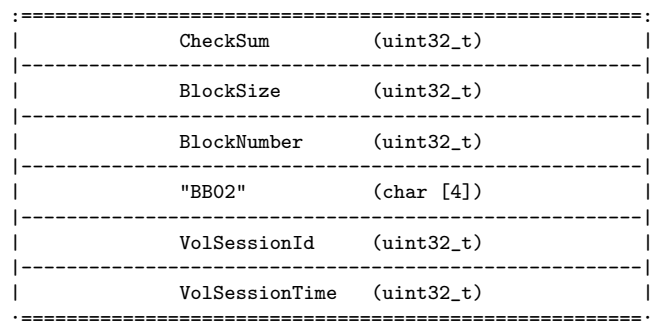 :=======================================================:
|              CheckSum         (uint32_t)              |
|-------------------------------------------------------|
|              BlockSize        (uint32_t)              |
|-------------------------------------------------------|
|              BlockNumber      (uint32_t)              |
|-------------------------------------------------------|
|              "BB02"           (char [4])              |
|-------------------------------------------------------|
|              VolSessionId     (uint32_t)              |
|-------------------------------------------------------|
|              VolSessionTime   (uint32_t)              |
:=======================================================: